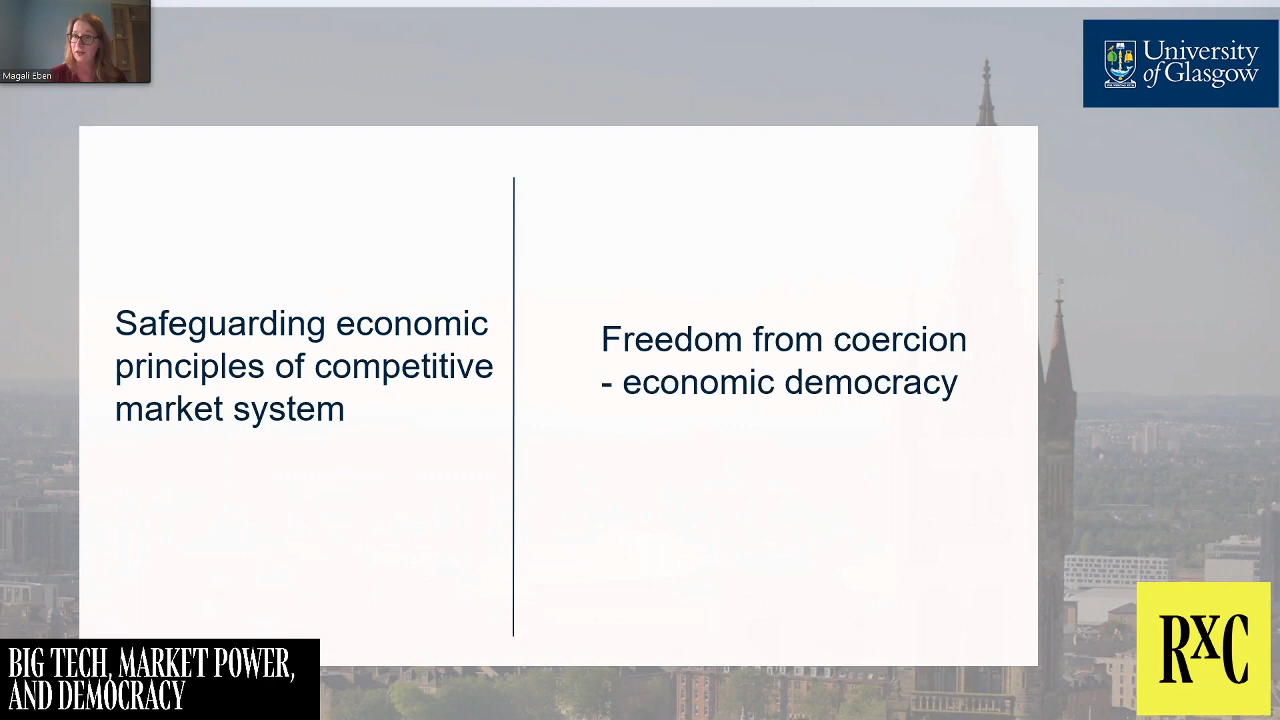 Magali Eben
University
of Glasgow
Safeguarding economic
principles of competitive
market system
Freedom from coercion
- economic democracy
BIG TECH, MARKET POWER,
AND DEMOCRACY
RxC